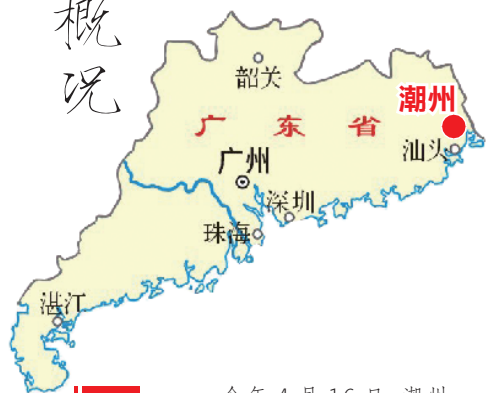 概况
韶关
潮州
广东省
汕头
广州
深圳
珠海
湛江
今年4月16日,潮州